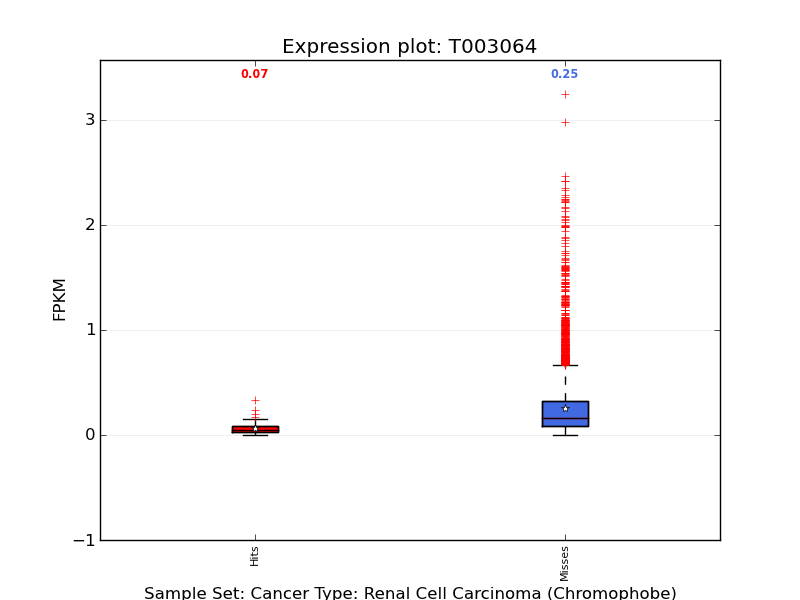 Expression plot: T003064
0.07
0.25
3
2
1
0
−1
FPKM
Hits
Misses
Sample Set: Cancer Type: Renal Cell Carcinoma (Chromophobe)